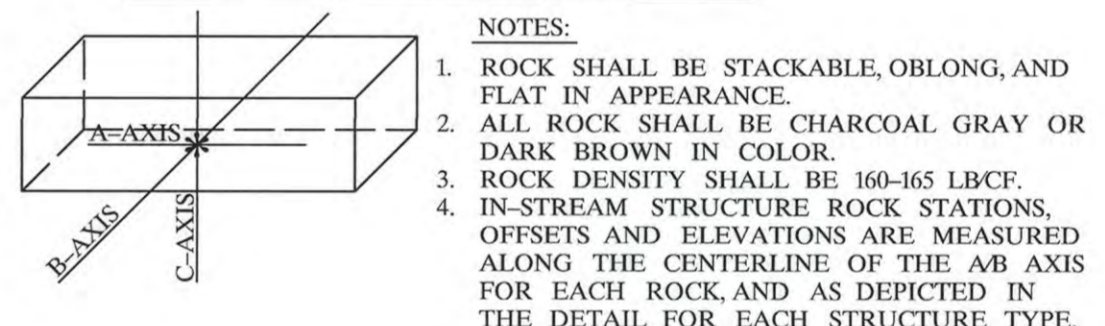 NOTES:
1. ROCK SHALL BE STACKABLE, OBLONG, AND
FLAT IN APPEARANCE.
2. ALL ROCK SHALL BE CHARCOAL GRAY OR
DARK BROWN IN COLOR.
3. ROCK DENSITY SHALL BE 160–165 LB/CF.
4. IN–STREAM STRUCTURE ROCK STATIONS,
OFFSETS AND ELEVATIONS ARE MEASURED
ALONG THE CENTERLINE OF THE A/B AXIS
FOR EACH ROCK, AND AS DEPICTED IN
THE DETAIL FOR EACH STRUCTURE TYPE.
A–AXIS
B–AXIS
C–AXIS